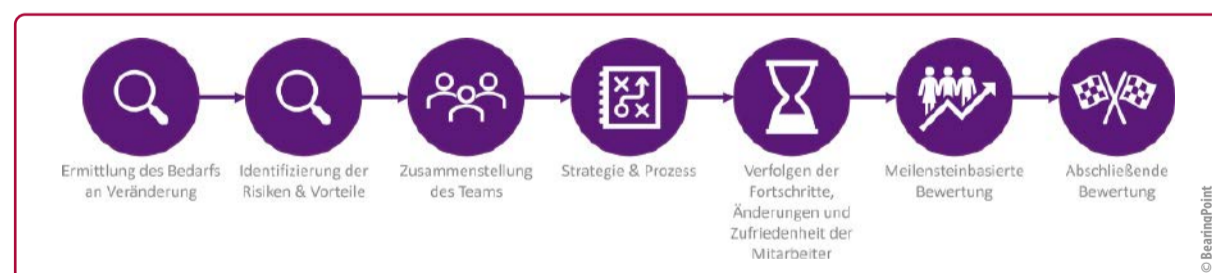 Ermittlung des Bedarfs
an Veränderung
Identifizierung der
Risiken & Vorteile
Zusammenstellung
des Teams
Strategie & Prozess
Verfolgen der
Fortschritte,
Änderungen und
Zufriedenheit der
Mitarbeiter
Meilensteinbasierte
Bewertung
Abschließende
Bewertung
© BearingPoint